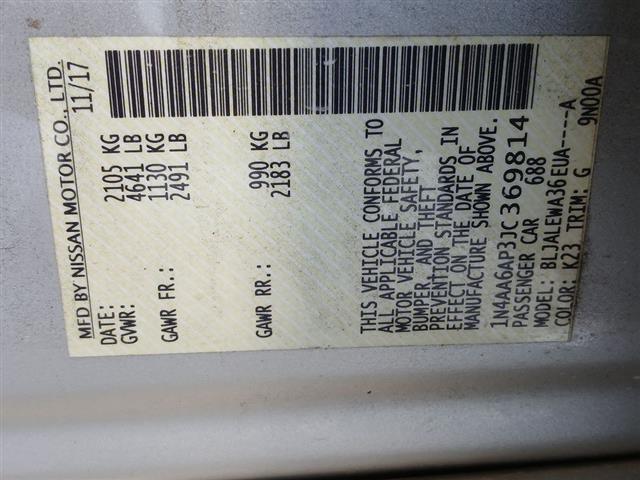 MFD BY NISSAN MOTOR CO., LTD.
DATE: 11/17
GVWR: 2105 KG
4641 LB
GAWR FR.: 1130 KG
2491 LB
GAWR RR.: 990 KG
2183 LB
THIS VEHICLE CONFORMS TO
ALL APPLICABLE FEDERAL
MOTOR VEHICLE SAFETY,
BUMPER, AND THEFT
PREVENTION STANDARDS IN
EFFECT ON THE DATE OF
MANUFACTURE SHOWN ABOVE.
1N4AA6AP3JC369814
PASSENGER CAR 688
MODEL: BLJALEWA36EUA----A
COLOR: K23 TRIM: G 9N00A